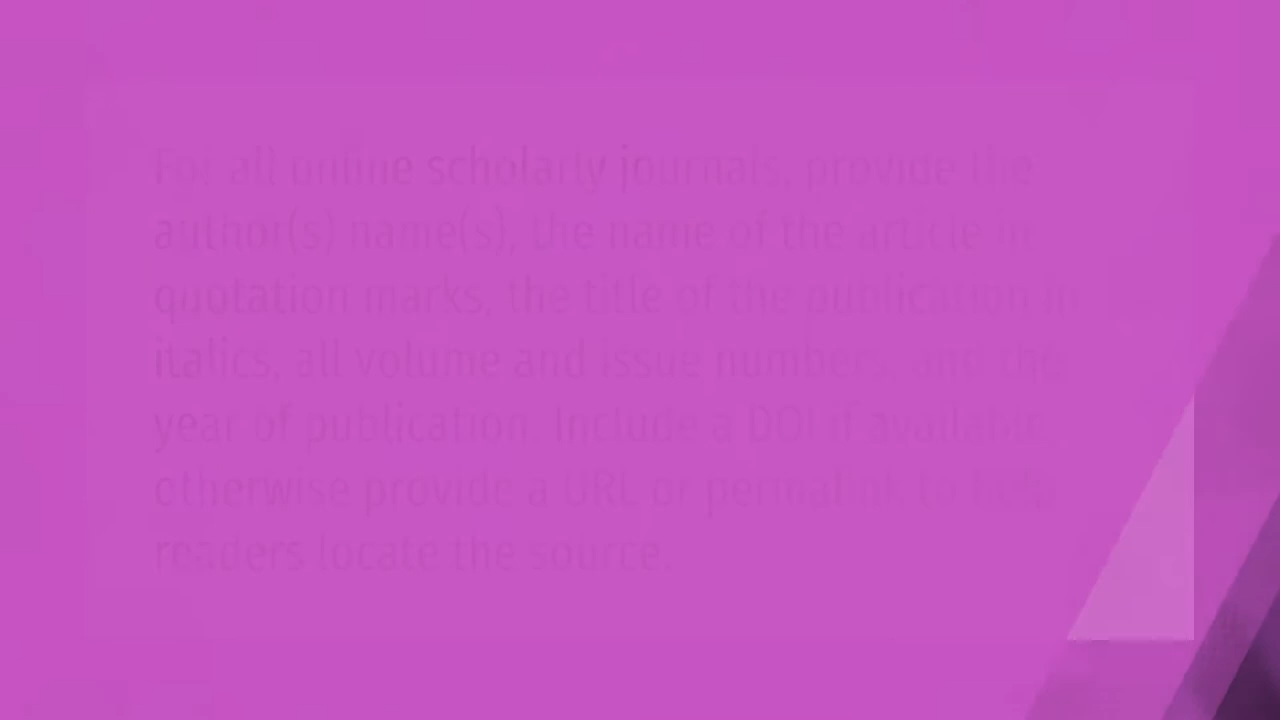 For all online scholarly journals, provide the
author(s) name(s), the name of the article in
quotation marks, the title of the publication in
italics, all volume and issue numbers, and the
year of publication. Include a DOI if available,
otherwise provide a URL or permalink to help
readers locate the source.